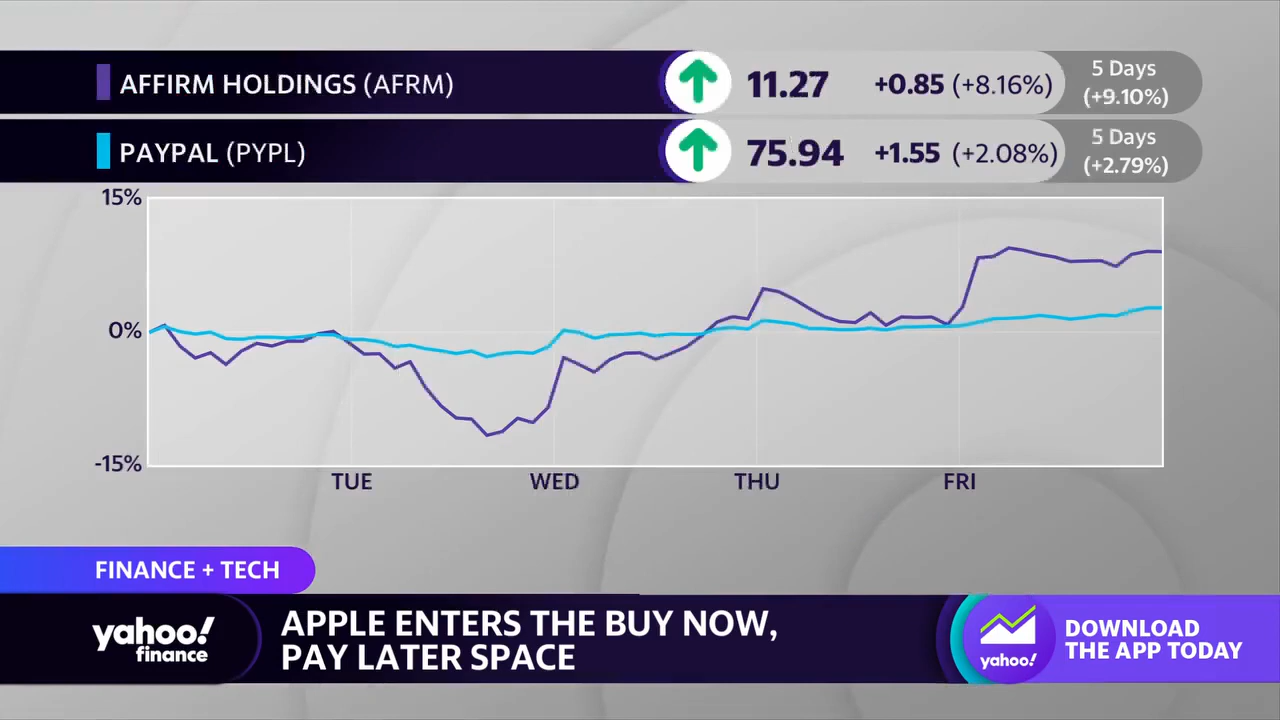 AFFIRM HOLDINGS (AFRM) 11.27 +0.85 (+8.16%) 5 Days (+9.10%)
PAYPAL (PYPL) 75.94 +1.55 (+2.08%) 5 Days (+2.79%)
15%
0%
-15%
TUE WED THU FRI
FINANCE + TECH
yahoo!
finance
APPLE ENTERS THE BUY NOW,
PAY LATER SPACE
yahoo!
DOWNLOAD
THE APP TODAY